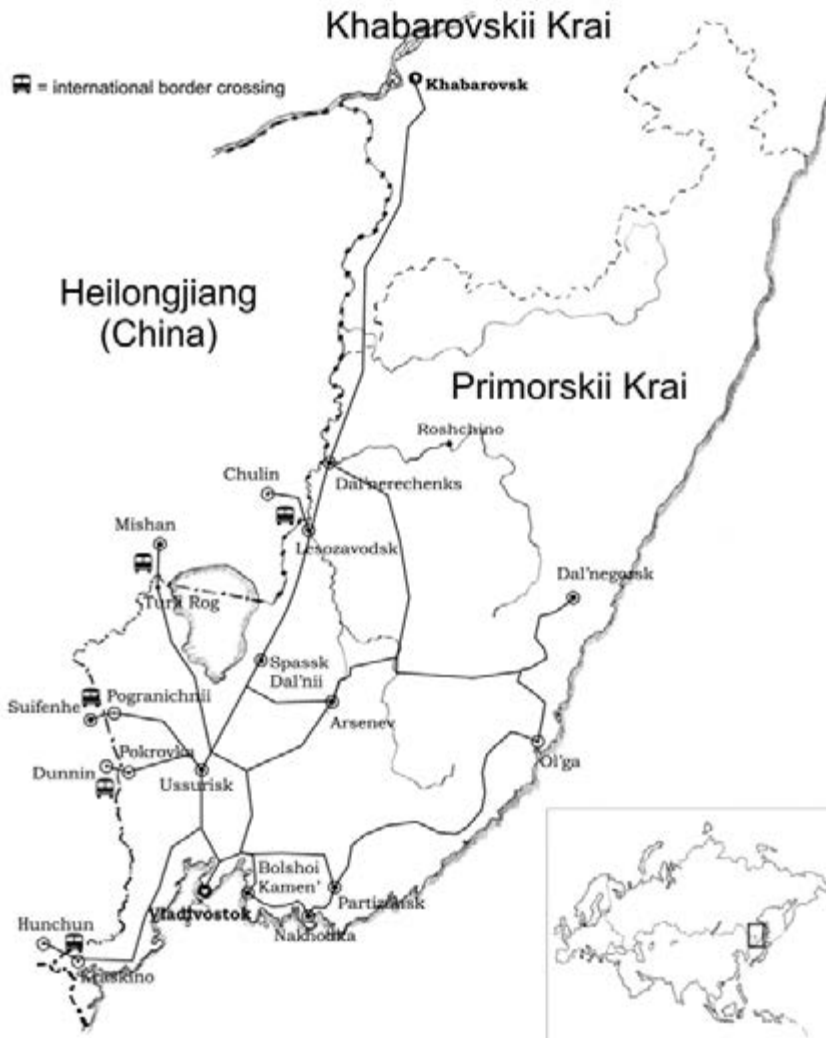 Khabarovskii Krai
= international border crossing
Khabarovsk
Heilongjiang
(China)
Primorskii Krai
Roshchino
Dal'nerechenks
Chulin
Lesozavodsk
Mishan
Turii Rog
Dal'negorsk
Spassk
Dal'nii
Pogranichnii
Suifenhe
Arsenev
Pokrovka
Dunnin
Ussurisk
Ol'ga
Bolshoi
Kamen'
Partizansk
Vladivostok
Nakhodka
Hunchun
Kraskino